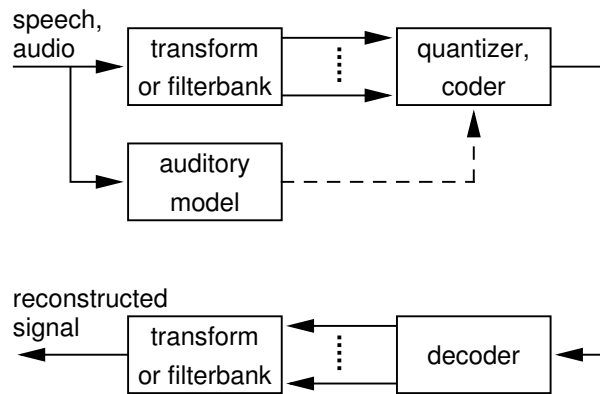 speech,
audio
transform
or filterbank
quantizer,
coder
auditory
model
reconstructed
signal
transform
or filterbank
decoder